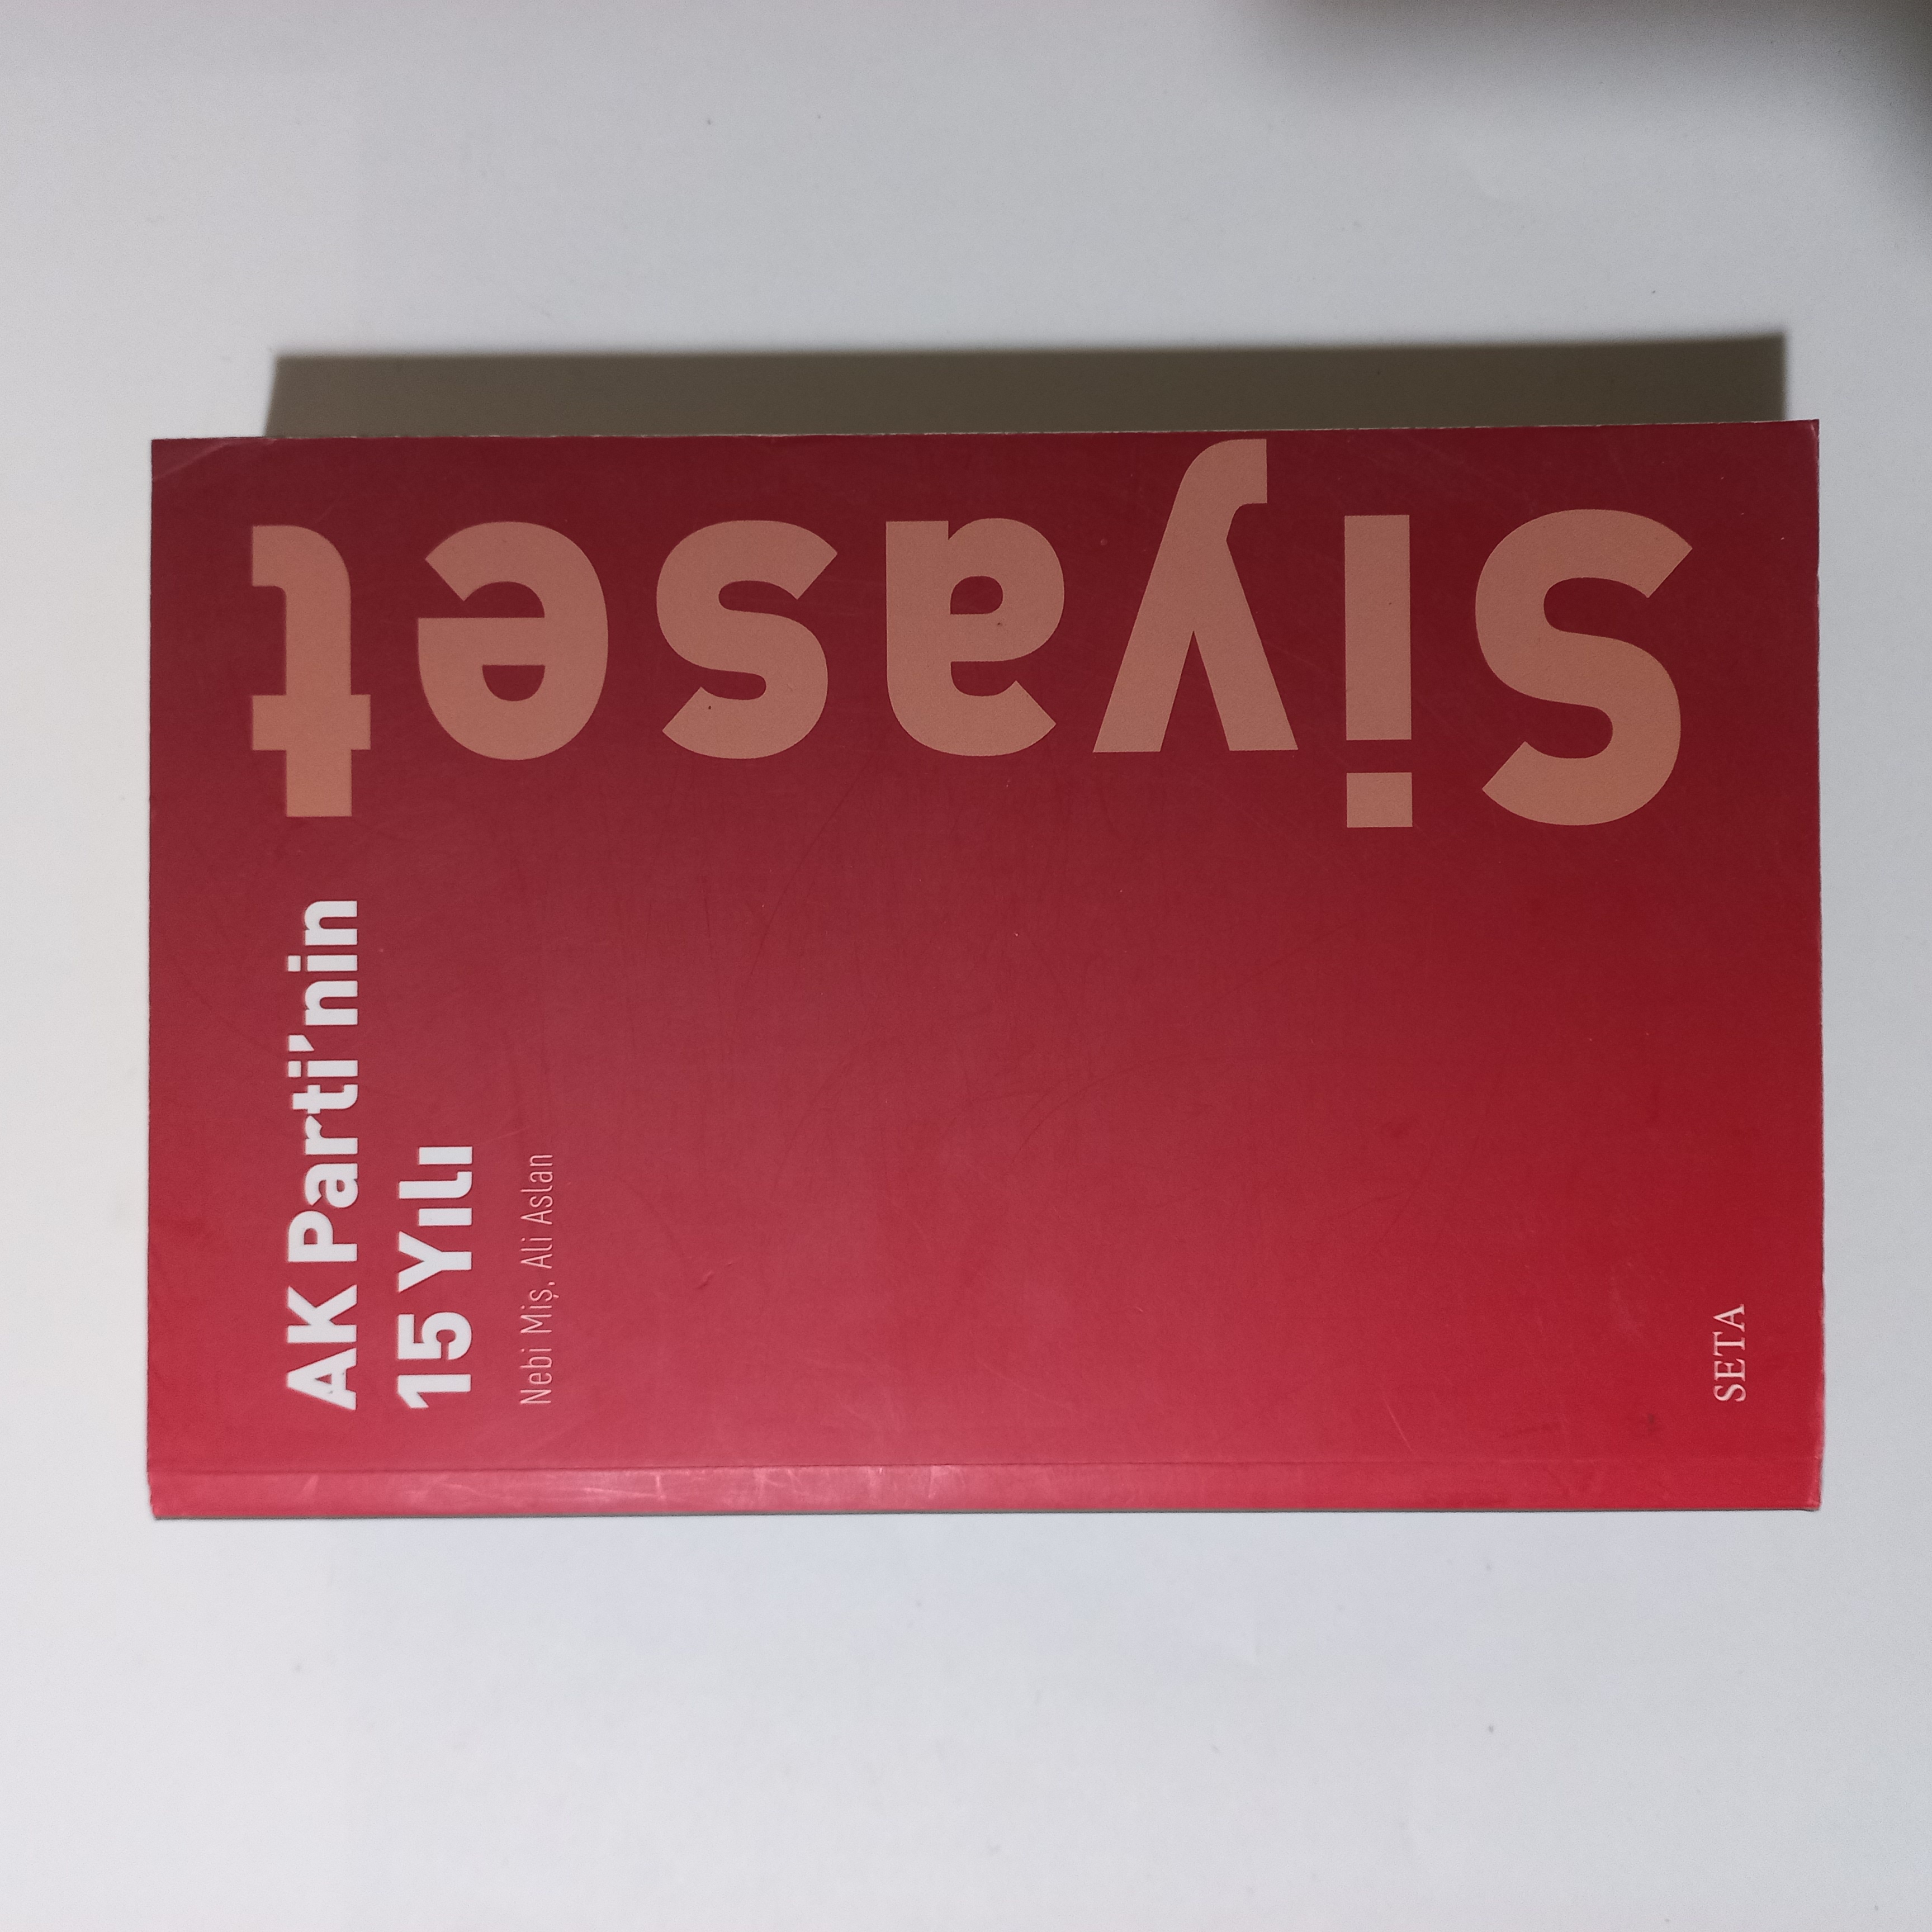 AK Parti'nin
15 Yılı
Nebi Miş, Ali Aslan
Siyaset
SETA